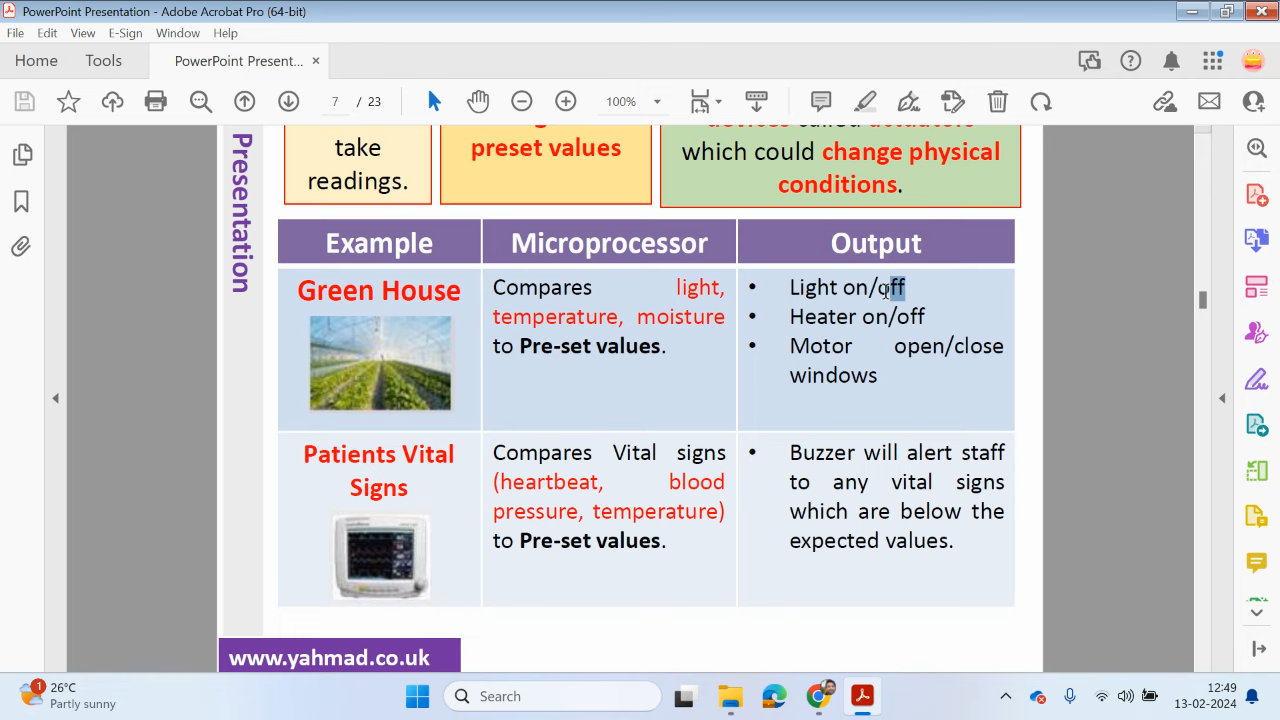 PowerPoint Presentation - Adobe Acrobat Pro (64-bit)
File Edit View E-Sign Window Help
Home Tools PowerPoint Present... ×
7 / 23 100%
Presentation
take
readings.
preset values
devices called actuators
which could change physical
conditions.
Example Microprocessor Output
Green House
Compares light,
temperature, moisture
to Pre-set values.
• Light on/off
• Heater on/off
• Motor open/close
windows
Patients Vital
Signs
Compares Vital signs
(heartbeat, blood
pressure, temperature)
to Pre-set values.
• Buzzer will alert staff
to any vital signs
which are below the
expected values.
www.yahmad.co.uk
1
26°C
Partly sunny
Search
12:49
13-02-2024